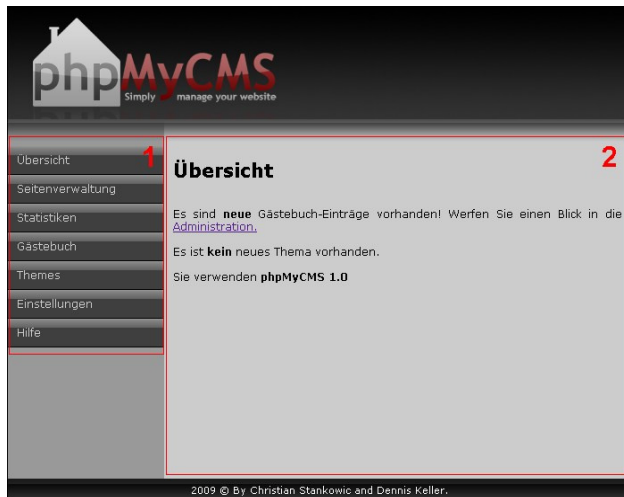 phpMyCMS
Simply manage your website
1
Übersicht
Seitenverwaltung
Statistiken
Gästebuch
Themes
Einstellungen
Hilfe
2
Übersicht
Es sind neue Gästebuch-Einträge vorhanden! Werfen Sie einen Blick in die
Administration.
Es ist kein neues Thema vorhanden.
Sie verwenden phpMyCMS 1.0
2009 © By Christian Stankowic and Dennis Keller.